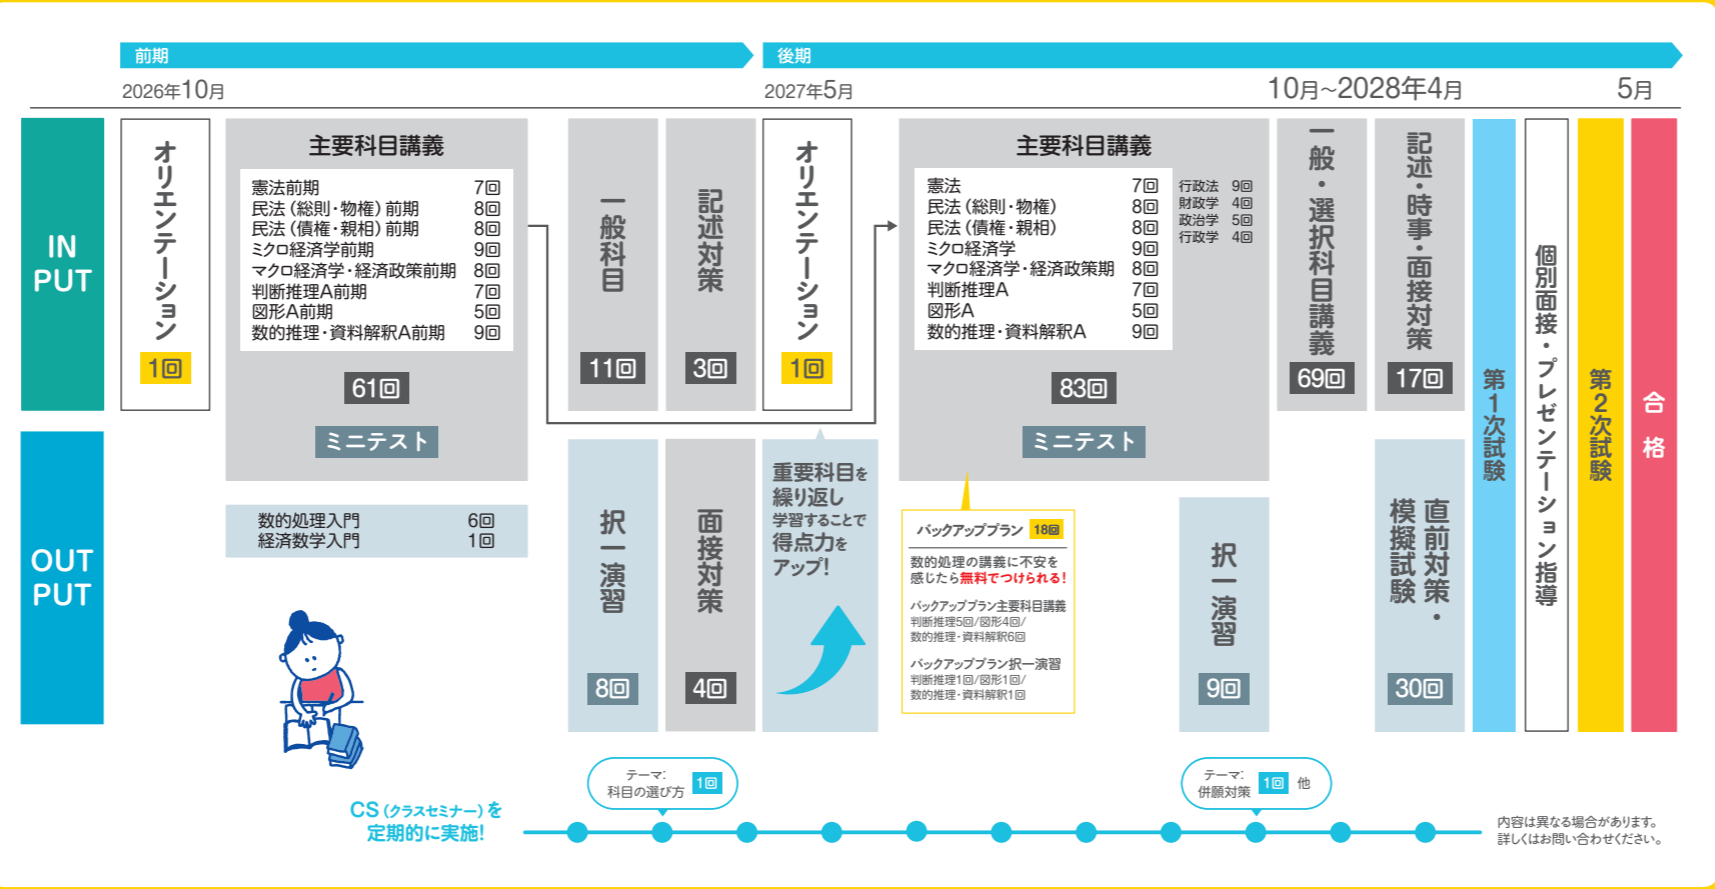 前期
後期
2026年10月
2027年5月
10月～2028年4月
5月
IN
PUT
オリエンテーション
1回
主要科目講義
憲法前期 7回
民法（総則・物権）前期 8回
民法（債権・親相）前期 8回
ミクロ経済学前期 9回
マクロ経済学・経済政策前期 8回
判断推理A前期 7回
図形A前期 5回
数的推理・資料解釈A前期 9回
61回
ミニテスト
一般科目
11回
記述対策
3回
オリエンテーション
1回
主要科目講義
憲法 7回
民法（総則・物権） 8回
民法（債権・親相） 8回
ミクロ経済学 9回
マクロ経済学・経済政策期 8回
判断推理A 7回
図形A 5回
数的推理・資料解釈A 9回
行政法 9回
財政学 4回
政治学 5回
行政学 4回
83回
ミニテスト
一般・選択科目講義
69回
記述・時事・面接対策
17回
第1次試験
個別面接・プレゼンテーション指導
第2次試験
合格
OUT
PUT
数的処理入門 6回
経済数学入門 1回
択一演習
8回
面接対策
4回
重要科目を
繰り返し
学習することで
得点力を
アップ！
バックアッププラン 18回
数的処理の講義に不安を
感じたら無料でつけられる！
バックアッププラン主要科目講義
判断推理5回/図形4回/
数的推理・資料解釈6回
バックアッププラン択一演習
判断推理1回/図形1回/
数的推理・資料解釈1回
択一演習
9回
直前対策・
模擬試験
30回
テーマ：
科目の選び方 1回
テーマ：
併願対策 1回 他
CS（クラスセミナー）を
定期的に実施！
内容は異なる場合があります。
詳しくはお問い合わせください。